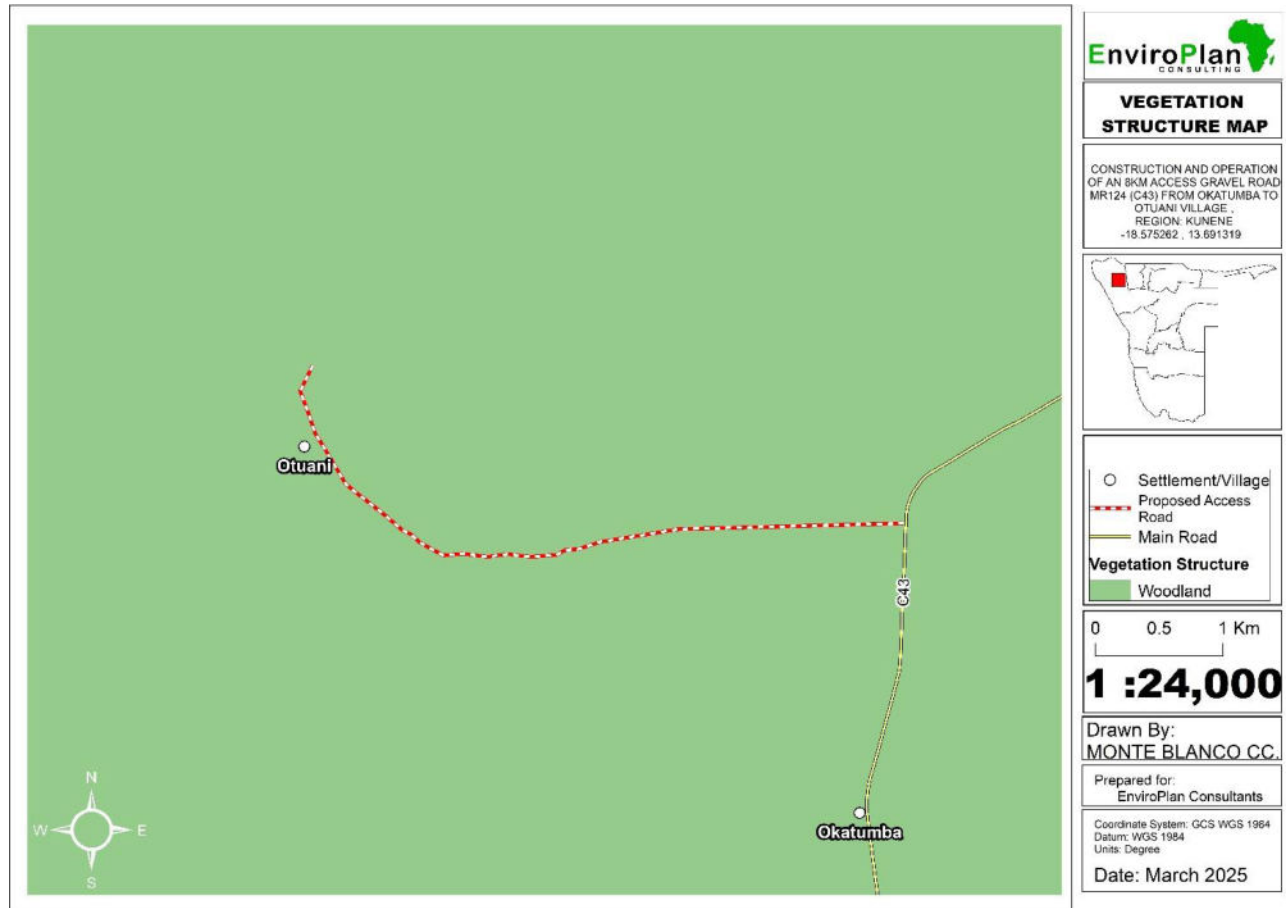 EnviroPlan
CONSULTING
VEGETATION
STRUCTURE MAP
CONSTRUCTION AND OPERATION
OF AN 8KM ACCESS GRAVEL ROAD
MR124 (C43) FROM OKATUMBA TO
OTUANI VILLAGE ,
REGION: KUNENE
-18.575262 , 13.691319
Settlement/Village
Proposed Access
Road
Main Road
Vegetation Structure
Woodland
0 0.5 1 Km
1 :24,000
Drawn By:
MONTE BLANCO CC.
Prepared for:
EnviroPlan Consultants
Coordinate System: GCS WGS 1984
Datum: WGS 1984
Units: Degree
Date: March 2025
Otuani
C43
Okatumba
N
W E
S